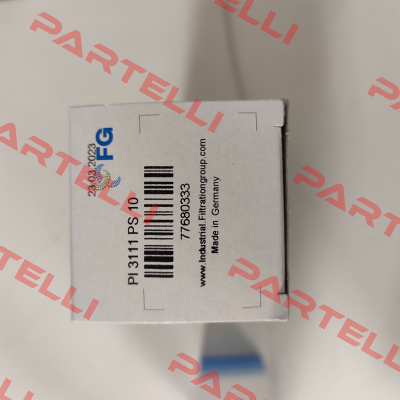 23.03.2023
FG
PI 3111 PS 10
77680333
www.Industrial.Filtrationgroup.com
Made in Germany
PARTELLI
PARTELLI
PARTELLI
PARTELLI
PARTELLI